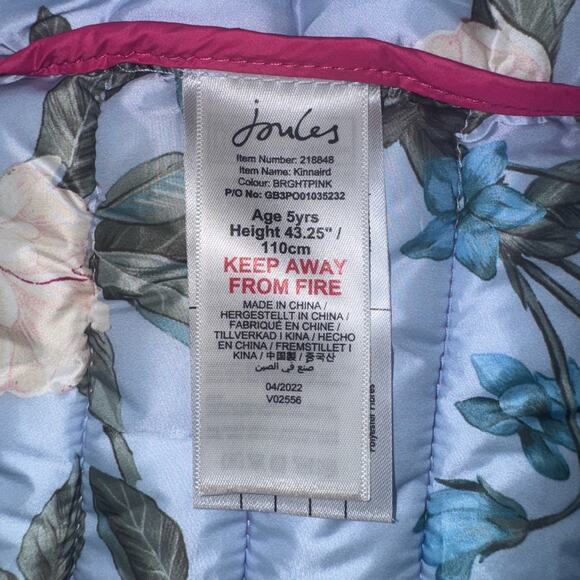 Joules
Item Number: 218848
Item Name: Kinnaird
Colour: BRGHTPINK
P/O No: GB3PO01035232
Age 5yrs
Height 43.25" /
110cm
KEEP AWAY
FROM FIRE
MADE IN CHINA /
HERGESTELLT IN CHINA /
FABRIQUÉ EN CHINE /
TILLVERKAD I KINA / HECHO
EN CHINA / FREMSTILLET I
KINA / 中国製 / 중국산
صنع في الصين
04/2022
V02556
Polyester Fibres